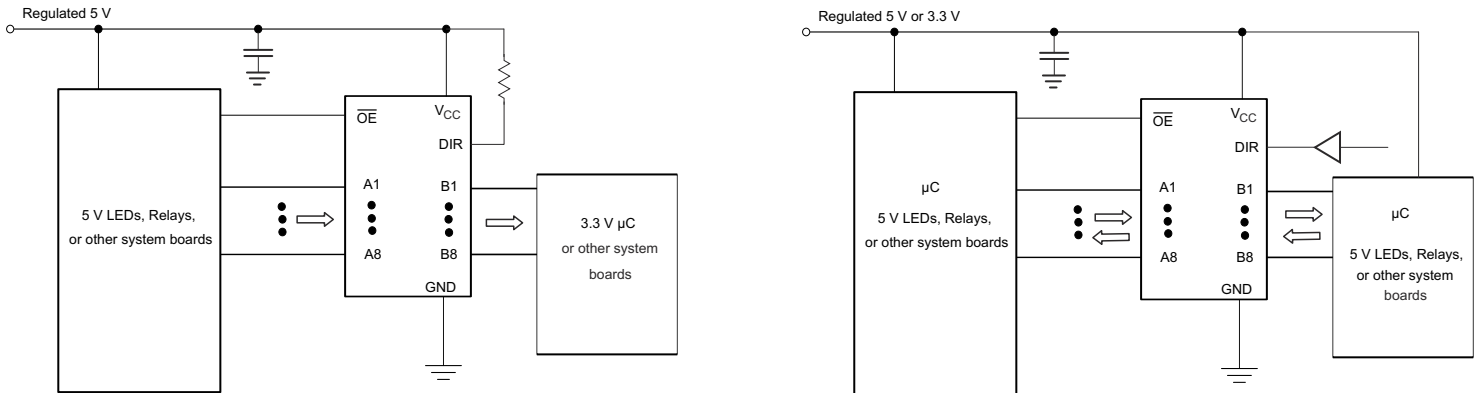 Regulated 5 V
OE
VCC
DIR
A1
B1
5 V LEDs, Relays,
or other system boards
A8
B8
GND
3.3 V µC
or other system
boards
Regulated 5 V or 3.3 V
OE
VCC
DIR
µC
5 V LEDs, Relays,
or other system boards
A1
B1
A8
B8
GND
µC
5 V LEDs, Relays,
or other system
boards